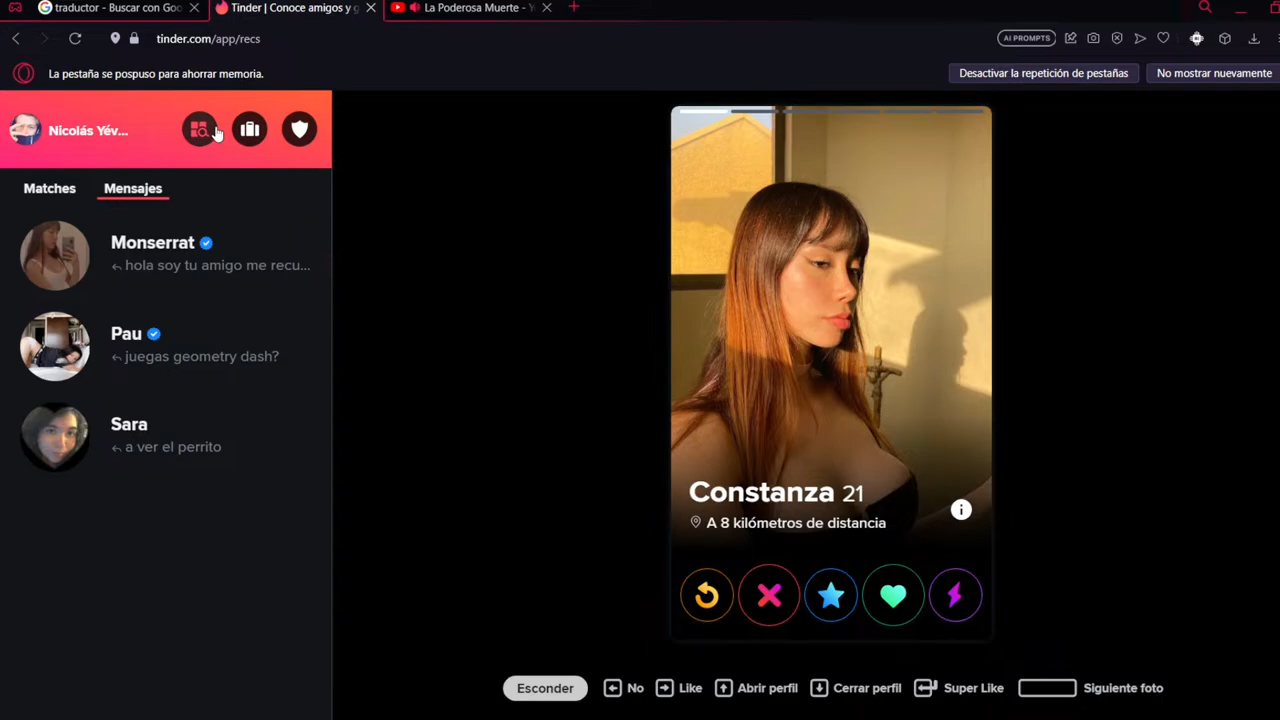 traductor - Buscar con Goo
Tinder | Conoce amigos y g
La Poderosa Muerte - Y
tinder.com/app/recs
AI PROMPTS
La pestaña se pospuso para ahorrar memoria.
Desactivar la repetición de pestañas
No mostrar nuevamente
Nicolás Yév...
Matches
Mensajes
Monserrat
hola soy tu amigo me recu...
Pau
juegas geometry dash?
Sara
a ver el perrito
Constanza 21
A 8 kilómetros de distancia
Esconder
No
Like
Abrir perfil
Cerrar perfil
Super Like
Siguiente foto